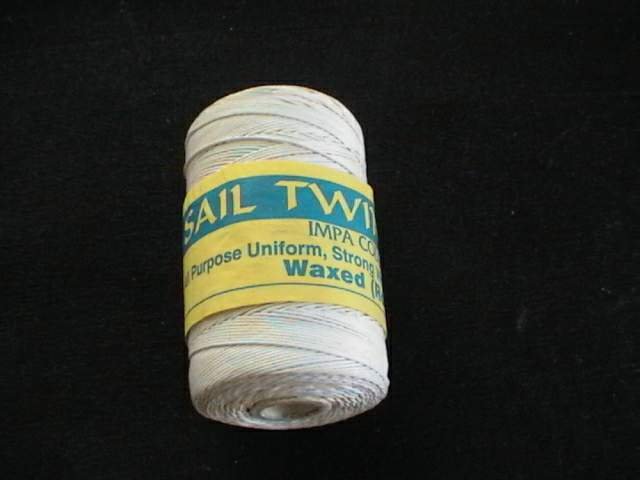 SAIL TWI
IMPA CO
Purpose Uniform, Strong
Waxed (R